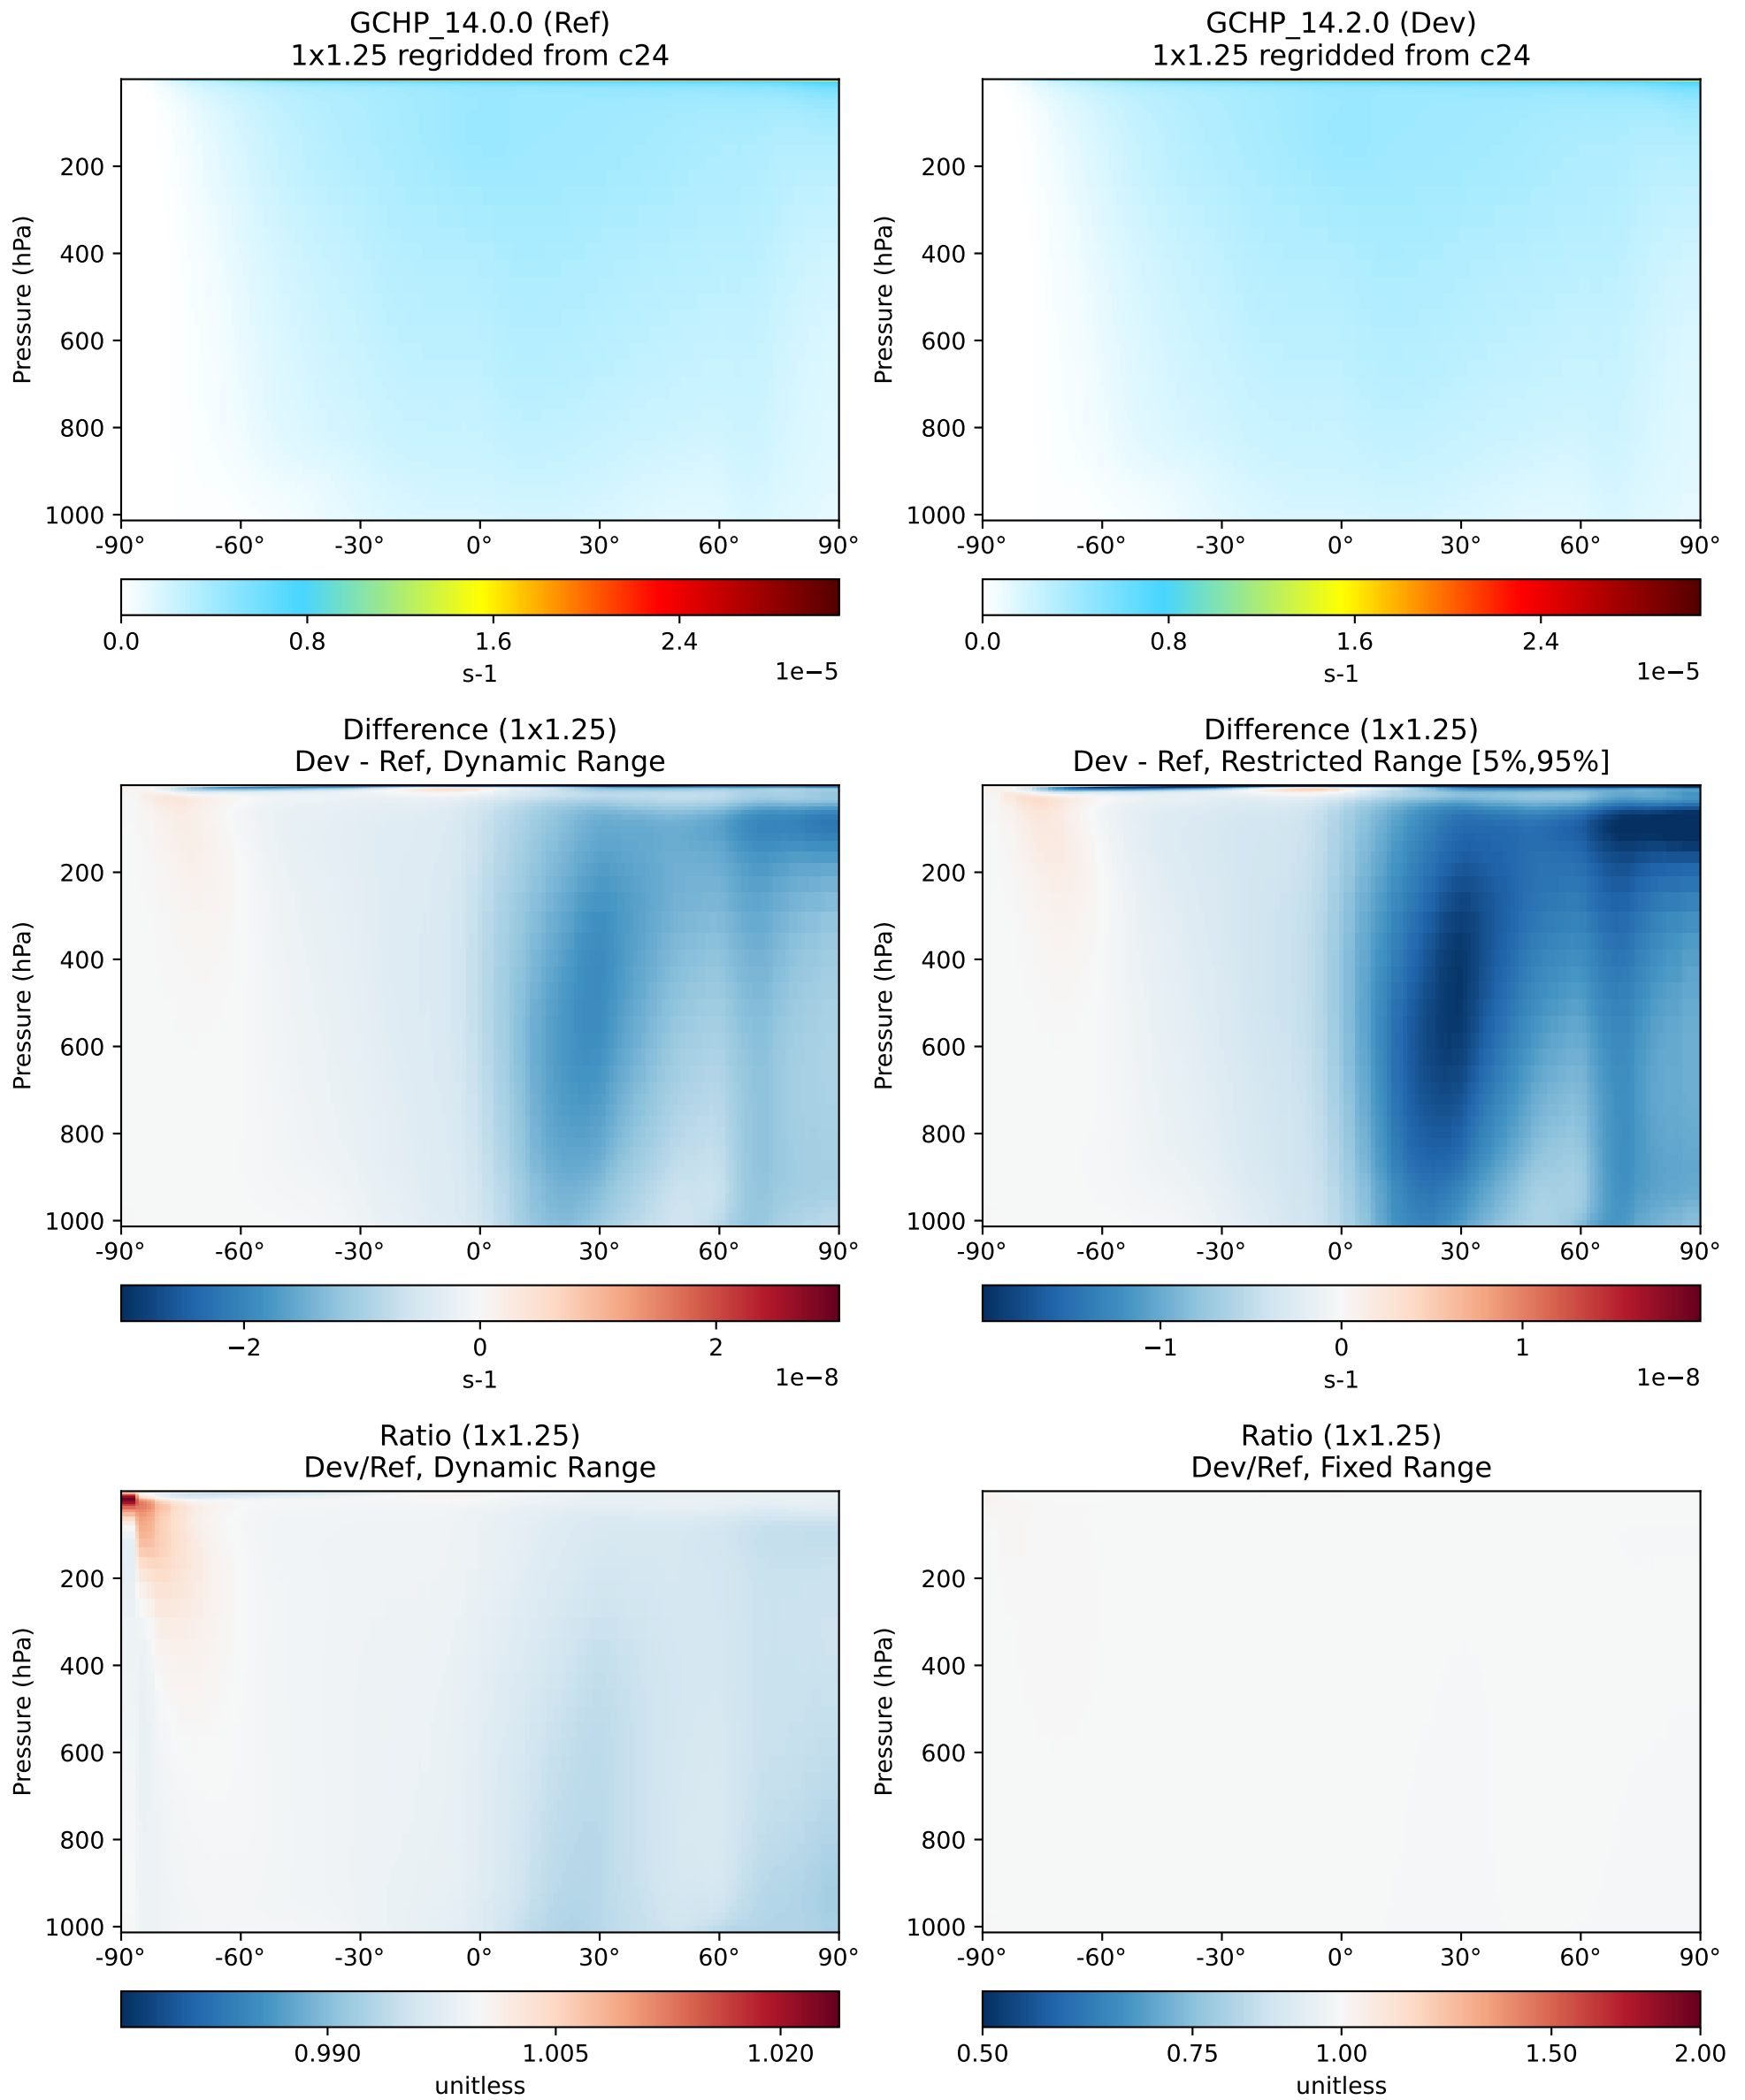 GCHP_14.0.0 (Ref)
1x1.25 regridded from c24
Pressure (hPa)
200
400
600
800
1000
-90° -60° -30° 0° 30° 60° 90°
0.0 0.8 1.6 2.4
s-1 1e−5
GCHP_14.2.0 (Dev)
1x1.25 regridded from c24
Pressure (hPa)
200
400
600
800
1000
-90° -60° -30° 0° 30° 60° 90°
0.0 0.8 1.6 2.4
s-1 1e−5
Difference (1x1.25)
Dev - Ref, Dynamic Range
Pressure (hPa)
200
400
600
800
1000
-90° -60° -30° 0° 30° 60° 90°
−2 0 2
s-1 1e−8
Difference (1x1.25)
Dev - Ref, Restricted Range [5%,95%]
Pressure (hPa)
200
400
600
800
1000
-90° -60° -30° 0° 30° 60° 90°
−1 0 1
s-1 1e−8
Ratio (1x1.25)
Dev/Ref, Dynamic Range
Pressure (hPa)
200
400
600
800
1000
-90° -60° -30° 0° 30° 60° 90°
0.990 1.005 1.020
unitless
Ratio (1x1.25)
Dev/Ref, Fixed Range
Pressure (hPa)
200
400
600
800
1000
-90° -60° -30° 0° 30° 60° 90°
0.50 0.75 1.00 1.50 2.00
unitless